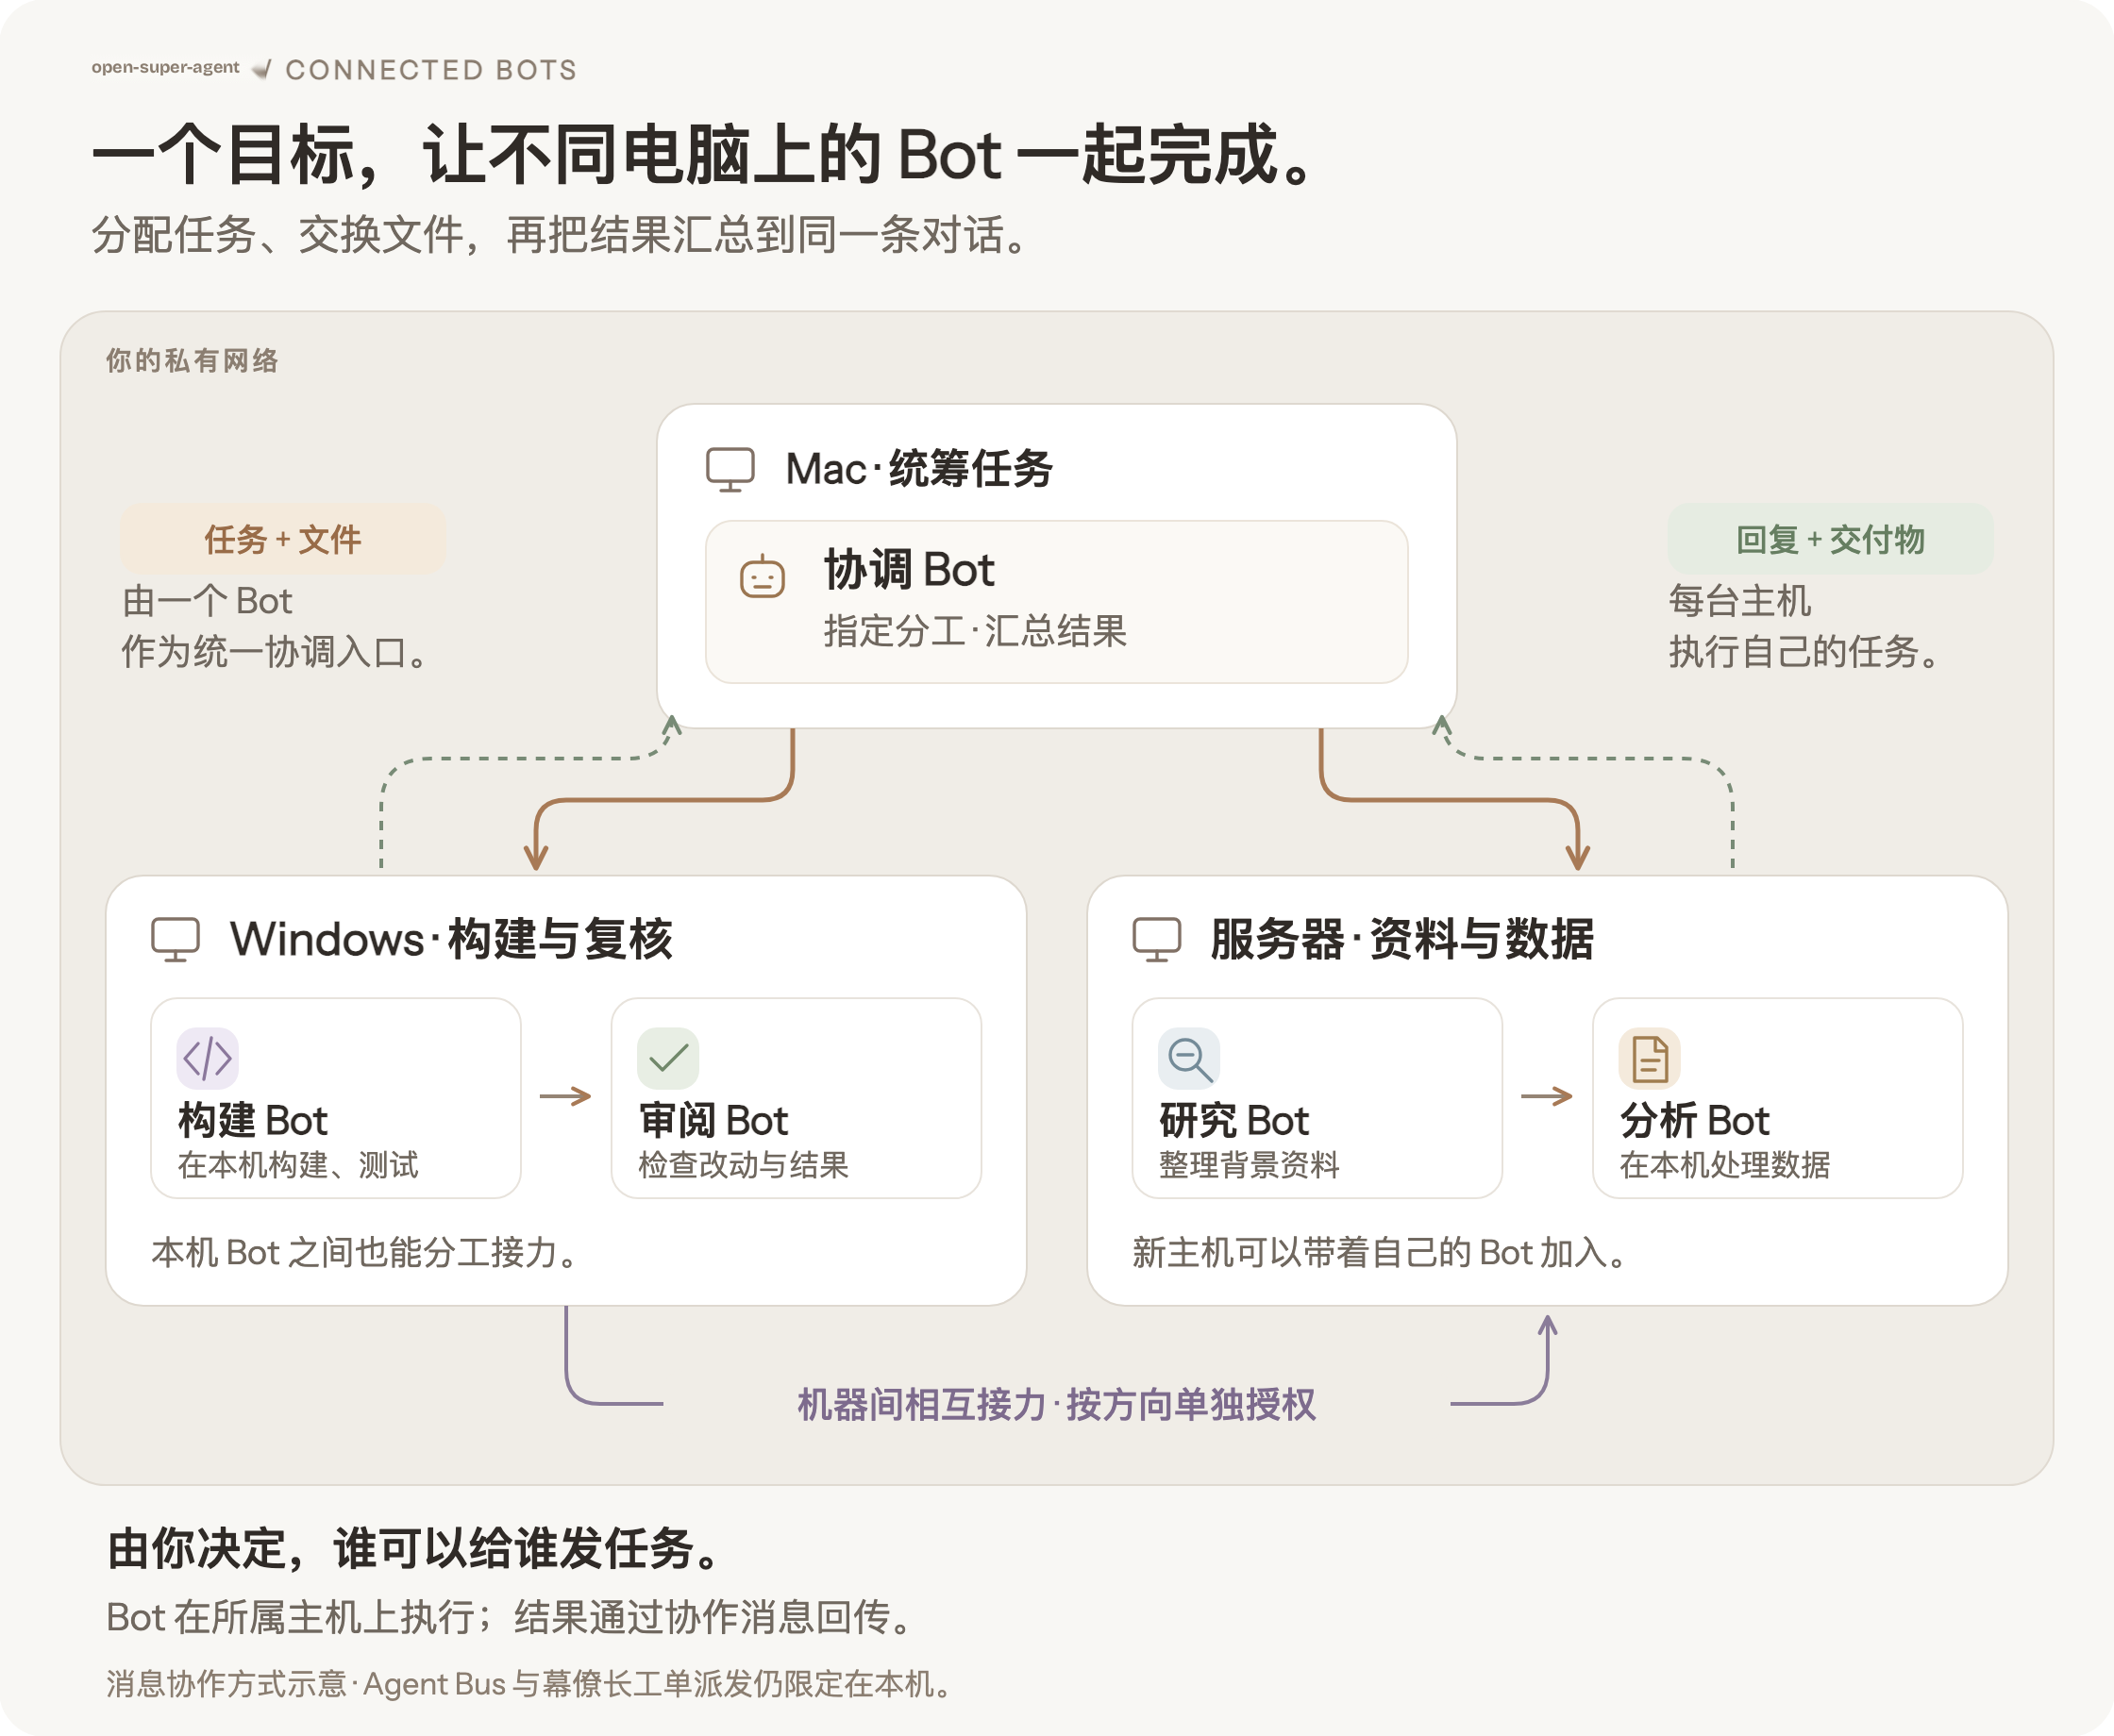 open-super-agent CONNECTED BOTS
一个目标，让不同电脑上的 Bot 一起完成。
分配任务、交换文件，再把结果汇总到同一条对话。
你的私有网络
Mac·统筹任务
协调 Bot
指定分工·汇总结果
任务 + 文件
由一个 Bot
作为统一协调入口。
回复 + 交付物
每台主机
执行自己的任务。
Windows·构建与复核
构建 Bot
在本机构建、测试
审阅 Bot
检查改动与结果
本机 Bot 之间也能分工接力。
服务器·资料与数据
研究 Bot
整理背景资料
分析 Bot
在本机处理数据
新主机可以带着自己的 Bot 加入。
机器间相互接力·按方向单独授权
由你决定，谁可以给谁发任务。
Bot 在所属主机上执行；结果通过协作消息回传。
消息协作方式示意·Agent Bus 与幕僚长工单派发仍限定在本机。